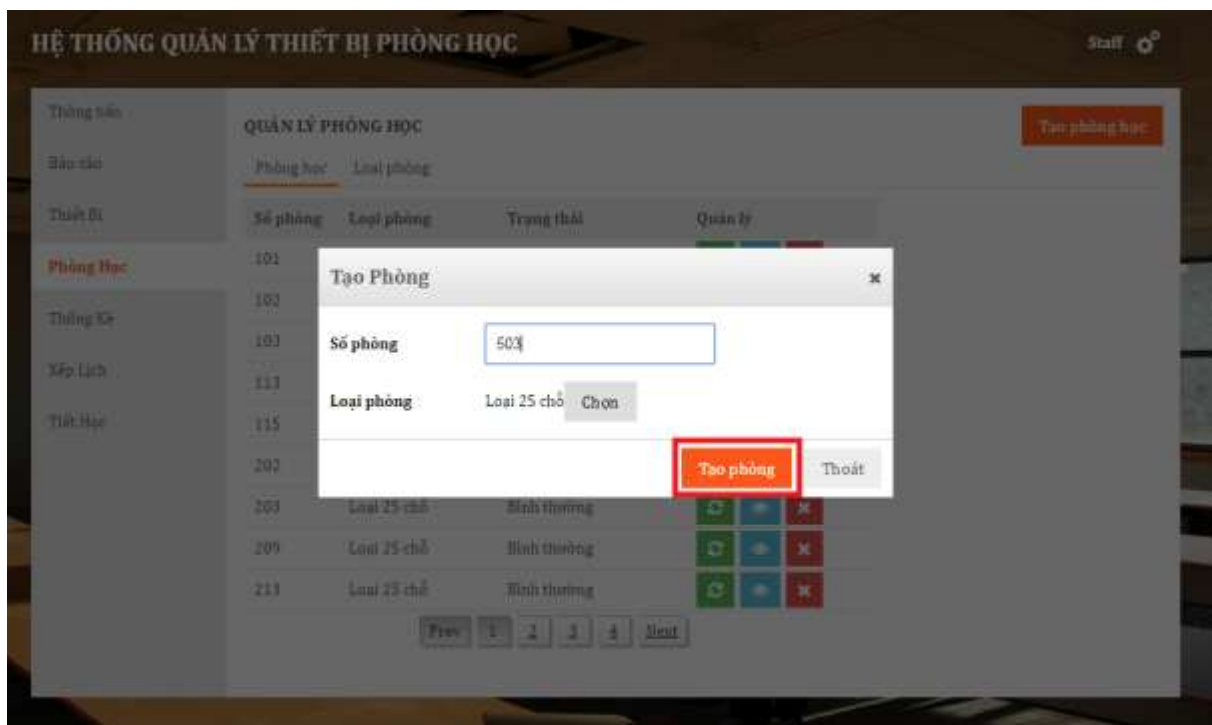 HỆ THỐNG QUẢN LÝ THIẾT BỊ PHÒNG HỌC
Staff
Báo cáo
Thiết Bị
Phòng Học
Thống Kê
Xếp Lịch
Tiết Học
QUẢN LÝ PHÒNG HỌC
Tạo phòng học
Phòng học Loại phòng
Số phòng Loại phòng Trạng thái Quản lý
101
102
103
113
115
202
Tạo Phòng
Số phòng 503
Loại phòng Loại 25 chỗ Chọn
Tạo phòng Thoát
203 Loại 25 chỗ Bình thường
209 Loại 25 chỗ Bình thường
213 Loại 25 chỗ Bình thường
Prev 1 2 3 4 Next